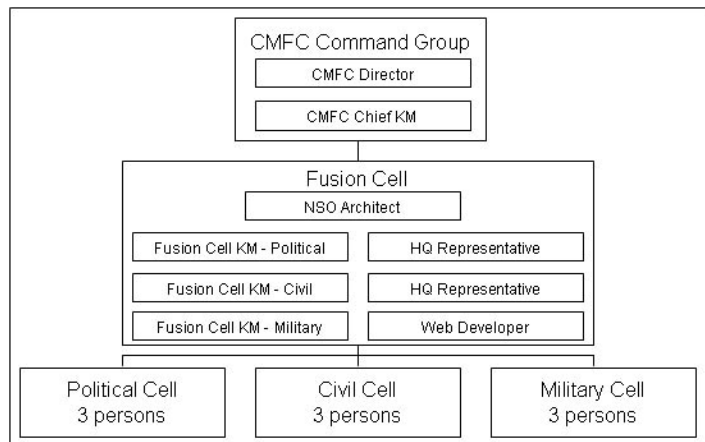 CMFC Command Group
CMFC Director
CMFC Chief KM
Fusion Cell
NSO Architect
Fusion Cell KM - Political
HQ Representative
Fusion Cell KM - Civil
HQ Representative
Fusion Cell KM - Military
Web Developer
Political Cell
3 persons
Civil Cell
3 persons
Military Cell
3 persons